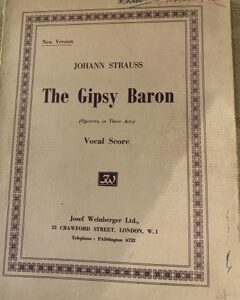 New Version
JOHANN STRAUSS
The Gipsy Baron
(Operetta in Three Acts)
Vocal Score
JW
Josef Weinberger Ltd.,
33 CRAWFORD STREET, LONDON, W.1
Telephone : PADdington 6752